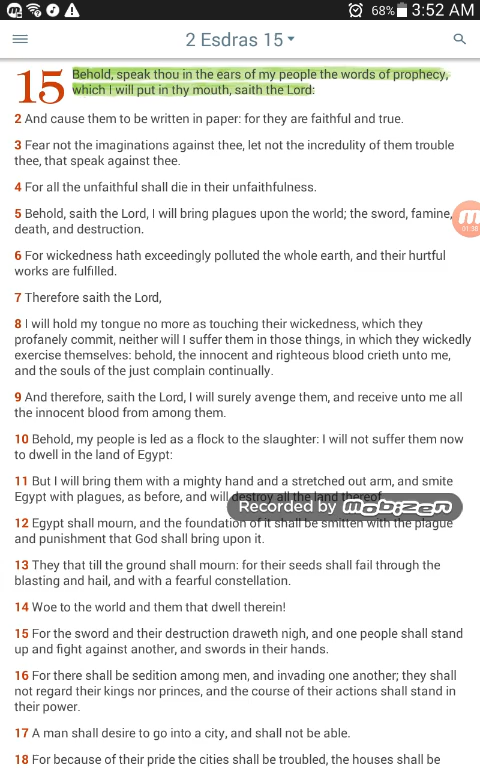 68% 3:52 AM
2 Esdras 15
15 Behold, speak thou in the ears of my people the words of prophecy,
which I will put in thy mouth, saith the Lord:
2 And cause them to be written in paper: for they are faithful and true.
3 Fear not the imaginations against thee, let not the incredulity of them trouble
thee, that speak against thee.
4 For all the unfaithful shall die in their unfaithfulness.
5 Behold, saith the Lord, I will bring plagues upon the world; the sword, famine,
death, and destruction.
01:38
6 For wickedness hath exceedingly polluted the whole earth, and their hurtful
works are fulfilled.
7 Therefore saith the Lord,
8 I will hold my tongue no more as touching their wickedness, which they
profanely commit, neither will I suffer them in those things, in which they wickedly
exercise themselves: behold, the innocent and righteous blood crieth unto me,
and the souls of the just complain continually.
9 And therefore, saith the Lord, I will surely avenge them, and receive unto me all
the innocent blood from among them.
10 Behold, my people is led as a flock to the slaughter: I will not suffer them now
to dwell in the land of Egypt:
11 But I will bring them with a mighty hand and a stretched out arm, and smite
Egypt with plagues, as before, and will destroy all the land thereof.
Recorded by mobizen
12 Egypt shall mourn, and the foundation of it shall be smitten with the plague
and punishment that God shall bring upon it.
13 They that till the ground shall mourn: for their seeds shall fail through the
blasting and hail, and with a fearful constellation.
14 Woe to the world and them that dwell therein!
15 For the sword and their destruction draweth nigh, and one people shall stand
up and fight against another, and swords in their hands.
16 For there shall be sedition among men, and invading one another; they shall
not regard their kings nor princes, and the course of their actions shall stand in
their power.
17 A man shall desire to go into a city, and shall not be able.
18 For because of their pride the cities shall be troubled, the houses shall be